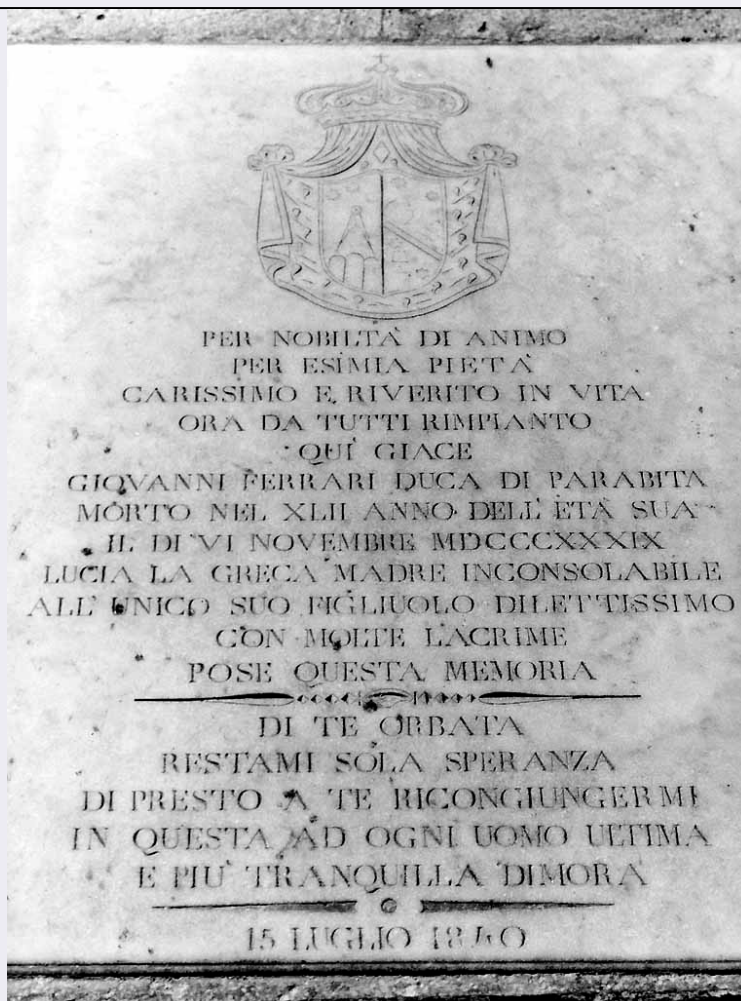 PER NOBILTÀ DI ANIMO
PER ESIMIA PIETÀ
CARISSIMO E RIVERITO IN VITA
ORA DA TUTTI RIMPIANTO
QUÌ GIACE
GIOVANNI FERRARI DUCA DI PARABITA
MORTO NEL XLII ANNO DELL'ETÀ SUA
IL DI VI NOVEMBRE MDCCCXXXIX
LUCIA LA GRECA MADRE INCONSOLABILE
ALL'UNICO SUO FIGLIUOLO DILETTISSIMO
CON MOLTE LACRIME
POSE QUESTA MEMORIA
DI TE ORBATA
RESTAMI SOLA SPERANZA
DI PRESTO A TE RICONGIUNGERMI
IN QUESTA AD OGNI UOMO ULTIMA
E PIU' TRANQUILLA DIMORA
15 LUGLIO 1840